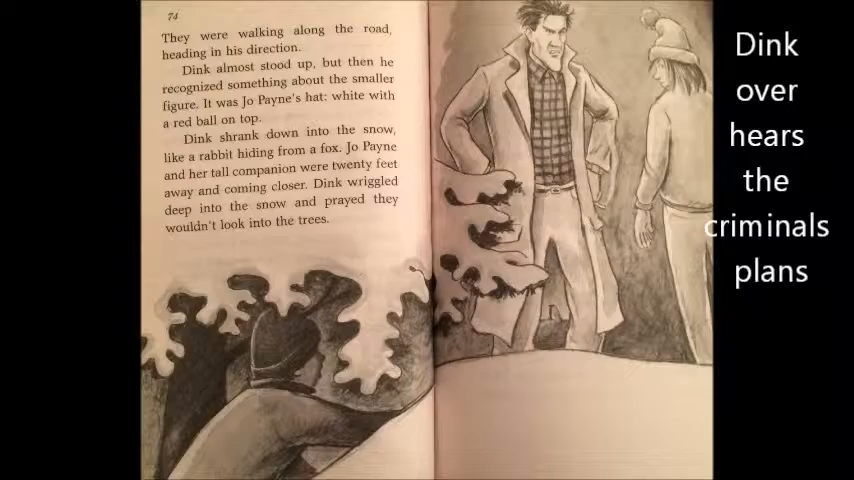 74
They were walking along the road,
heading in his direction.
Dink almost stood up, but then he
recognized something about the smaller
figure. It was Jo Payne's hat: white with
a red ball on top.
Dink shrank down into the snow,
like a rabbit hiding from a fox. Jo Payne
and her tall companion were twenty feet
away and coming closer. Dink wriggled
deep into the snow and prayed they
wouldn't look into the trees.
Dink
over
hears
the
criminals
plans